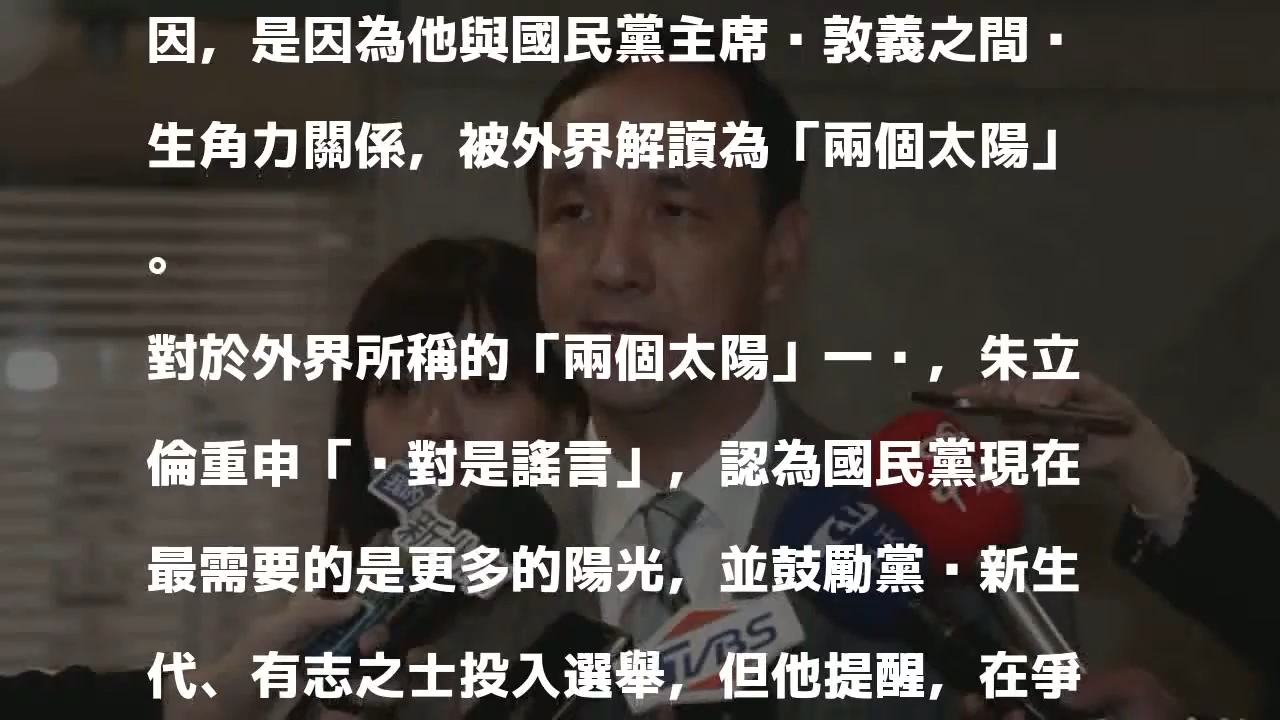 因，是因為他與國民黨主席·敦義之間·
生角力關係，被外界解讀為「兩個太陽」
。
對於外界所稱的「兩個太陽」一·，朱立
倫重申「·對是謠言」，認為國民黨現在
最需要的是更多的陽光，並鼓勵黨·新生
代、有志之士投入選舉，但他提醒，在爭
TVBS